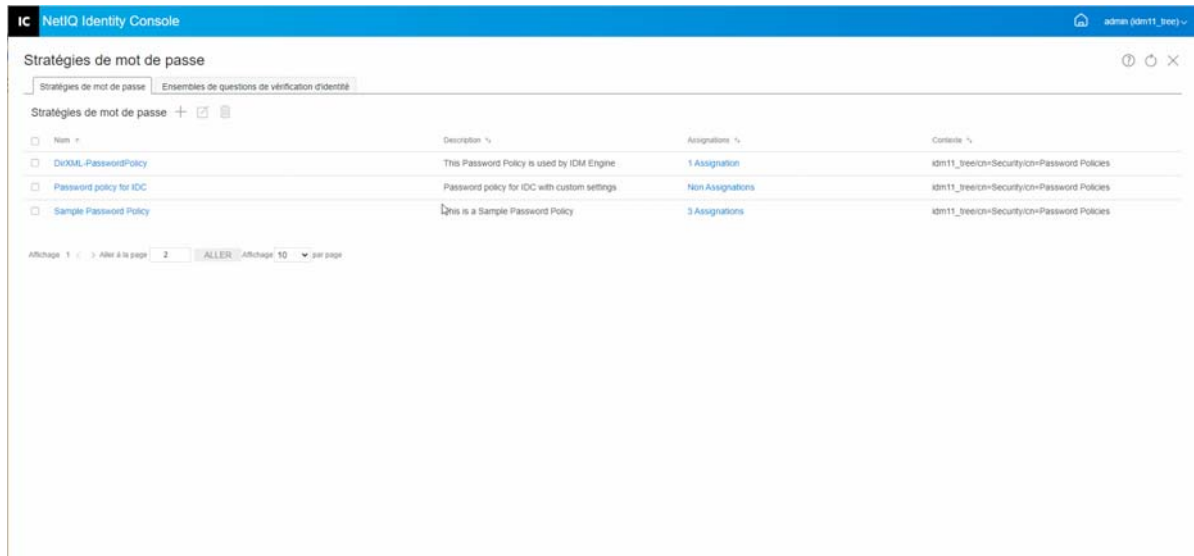 IC NetIQ Identity Console admin (idm11_tree)
Stratégies de mot de passe
Stratégies de mot de passe Ensembles de questions de vérification d'identité
Stratégies de mot de passe
Nom Description Assignations Contexte
DirXML-PasswordPolicy This Password Policy is used by IDM Engine 1 Assignation idm11_tree/cn=Security/cn=Password Policies
Password policy for IDC Password policy for IDC with custom settings Non Assignations idm11_tree/cn=Security/cn=Password Policies
Sample Password Policy This is a Sample Password Policy 3 Assignations idm11_tree/cn=Security/cn=Password Policies
Affichage 1 Aller à la page 2 ALLER Affichage 10 par page